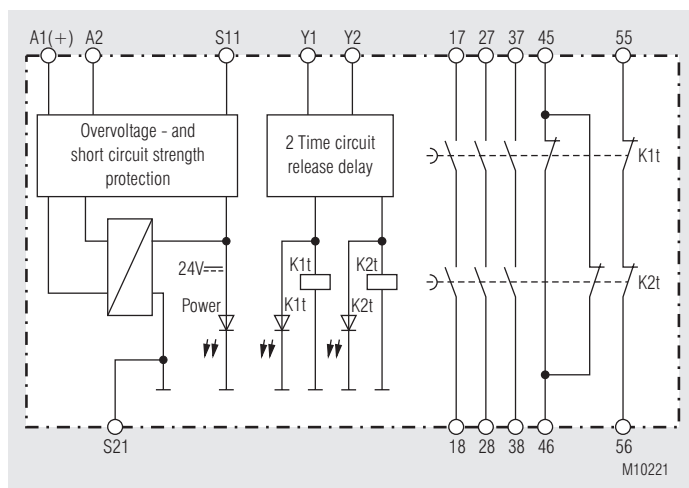 A1(+) A2 S11 Y1 Y2 17 27 37 45 55
Overvoltage - and
short circuit strength
protection
2 Time circuit
release delay
K1t
24V
K1t K2t
K2t
Power K1t K2t
S21 18 28 38 46 56
M10221